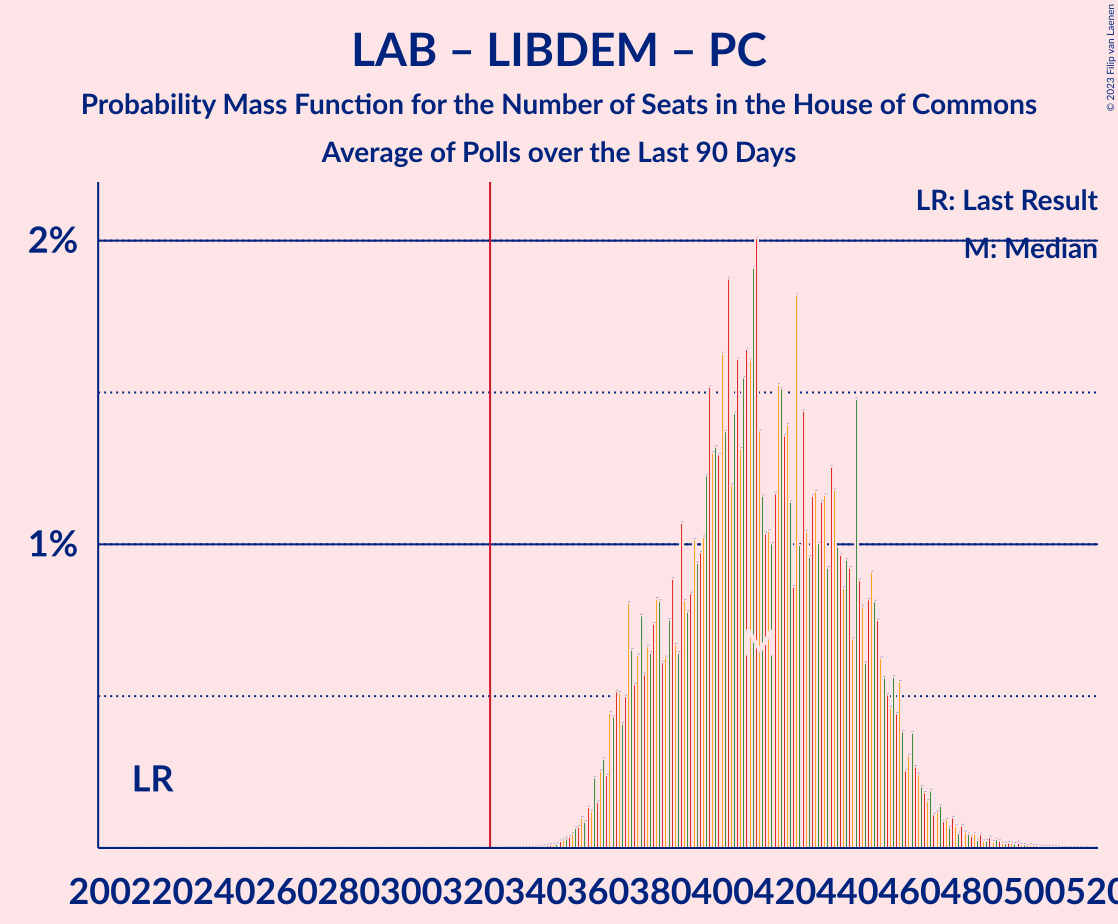 LAB – LIBDEM – PC
Probability Mass Function for the Number of Seats in the House of Commons
Average of Polls over the Last 90 Days
© 2023 Filip van Laenen
LR: Last Result
M: Median
2%
1%
M
LR
200220240260280300320340360380400420440460480500520